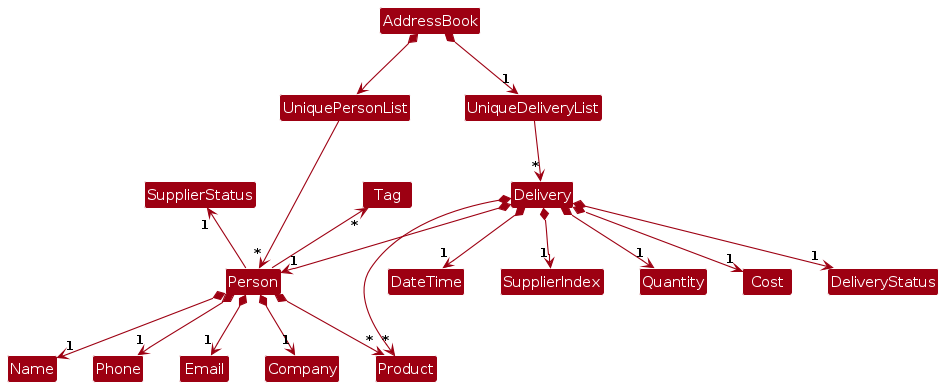 AddressBook
1
UniquePersonList
UniqueDeliveryList
*
SupplierStatus
Tag
Delivery
1
*
*
1
1
1
1
1
1
Person
DateTime
SupplierIndex
Quantity
Cost
DeliveryStatus
1
1
1
1
*
*
Name
Phone
Email
Company
Product